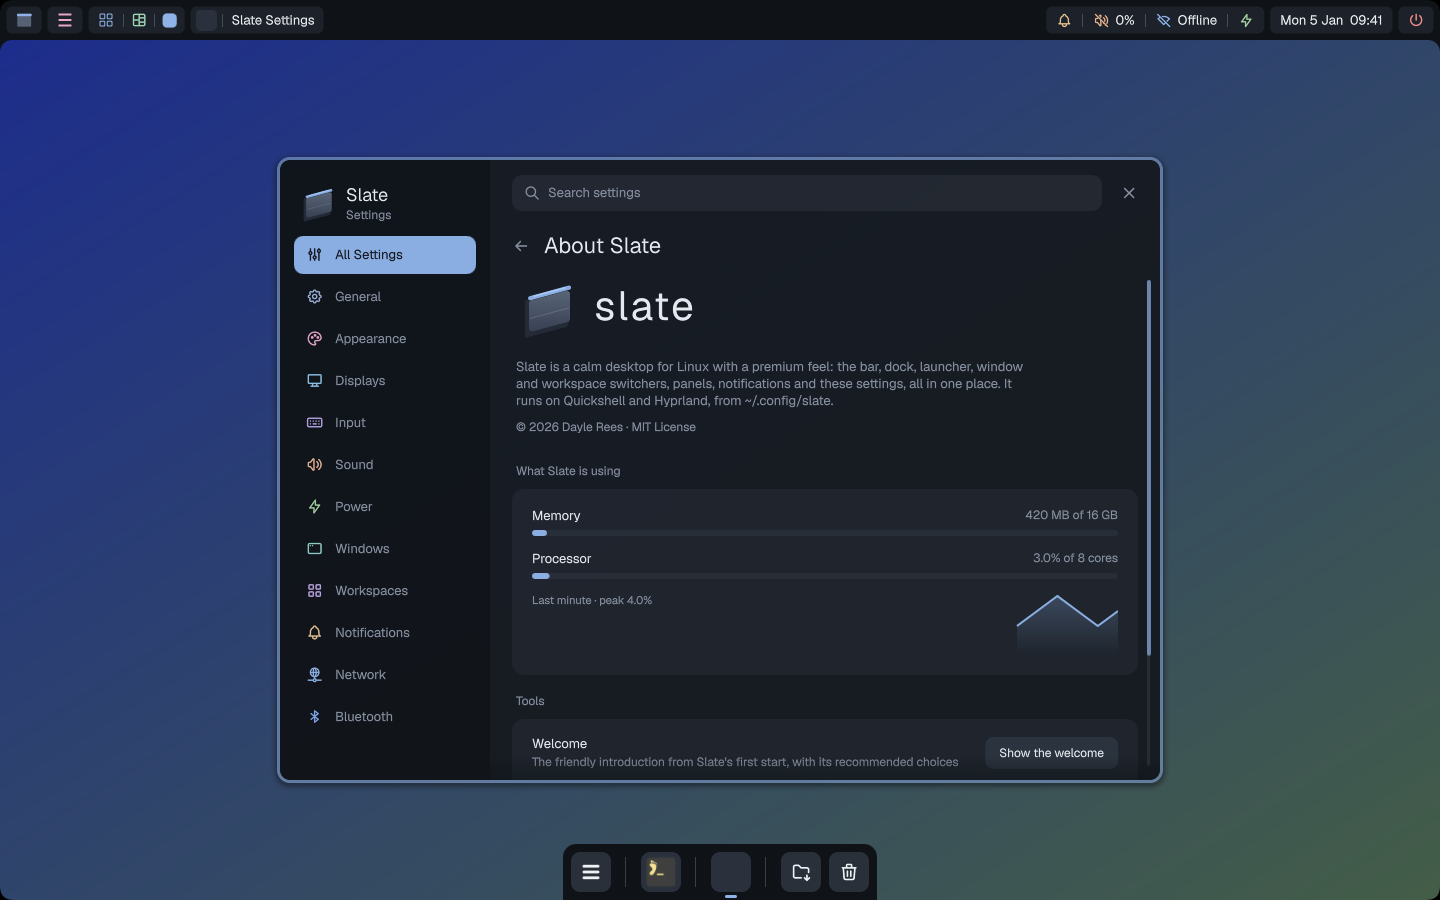 Slate Settings
0%
Offline
Mon 5 Jan 09:41
Slate
Settings
Search settings
All Settings
General
Appearance
Displays
Input
Sound
Power
Windows
Workspaces
Notifications
Network
Bluetooth
About Slate
slate
Slate is a calm desktop for Linux with a premium feel: the bar, dock, launcher, window
and workspace switchers, panels, notifications and these settings, all in one place. It
runs on Quickshell and Hyprland, from ~/.config/slate.
© 2026 Dayle Rees · MIT License
What Slate is using
Memory
420 MB of 16 GB
Processor
3.0% of 8 cores
Last minute · peak 4.0%
Tools
Welcome
The friendly introduction from Slate's first start, with its recommended choices
Show the welcome